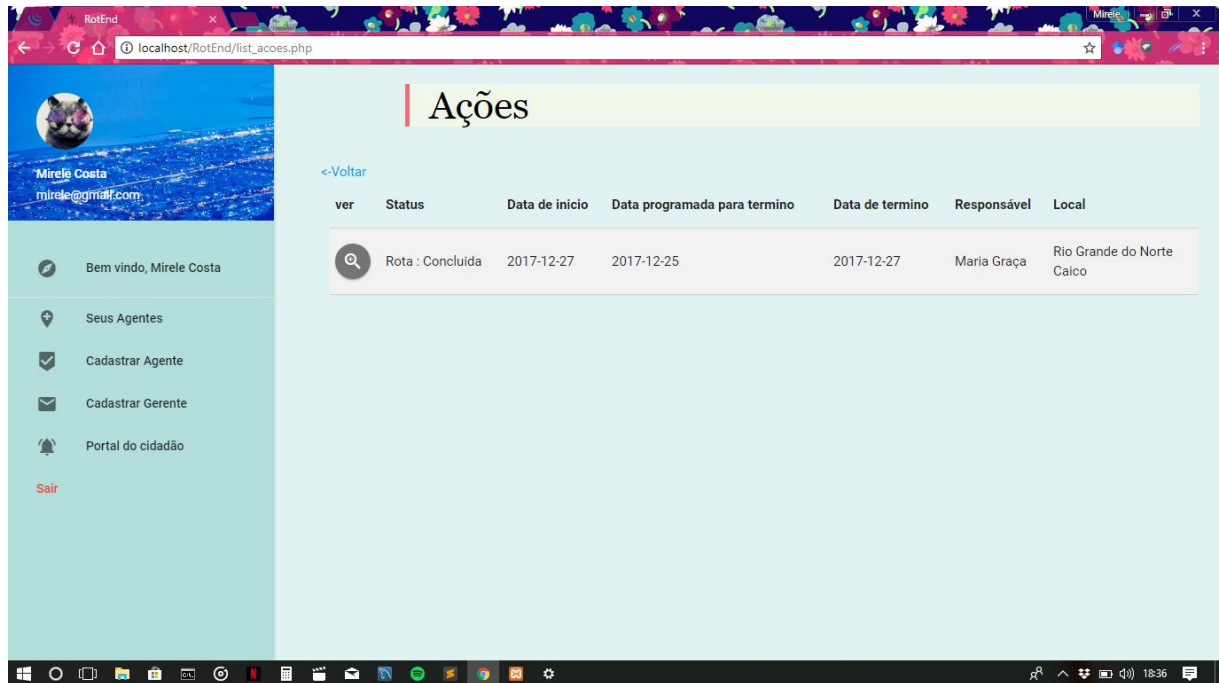 RotEnd
Mirele
localhost/RotEnd/list_acoes.php
Mirele Costa
mirele@gmail.com
Bem vindo, Mirele Costa
Seus Agentes
Cadastrar Agente
Cadastrar Gerente
Portal do cidadão
Sair
Ações
<-Voltar
ver Status Data de inicio Data programada para termino Data de termino Responsável Local
Rota : Concluida 2017-12-27 2017-12-25 2017-12-27 Maria Graça Rio Grande do Norte
Caico
18:36